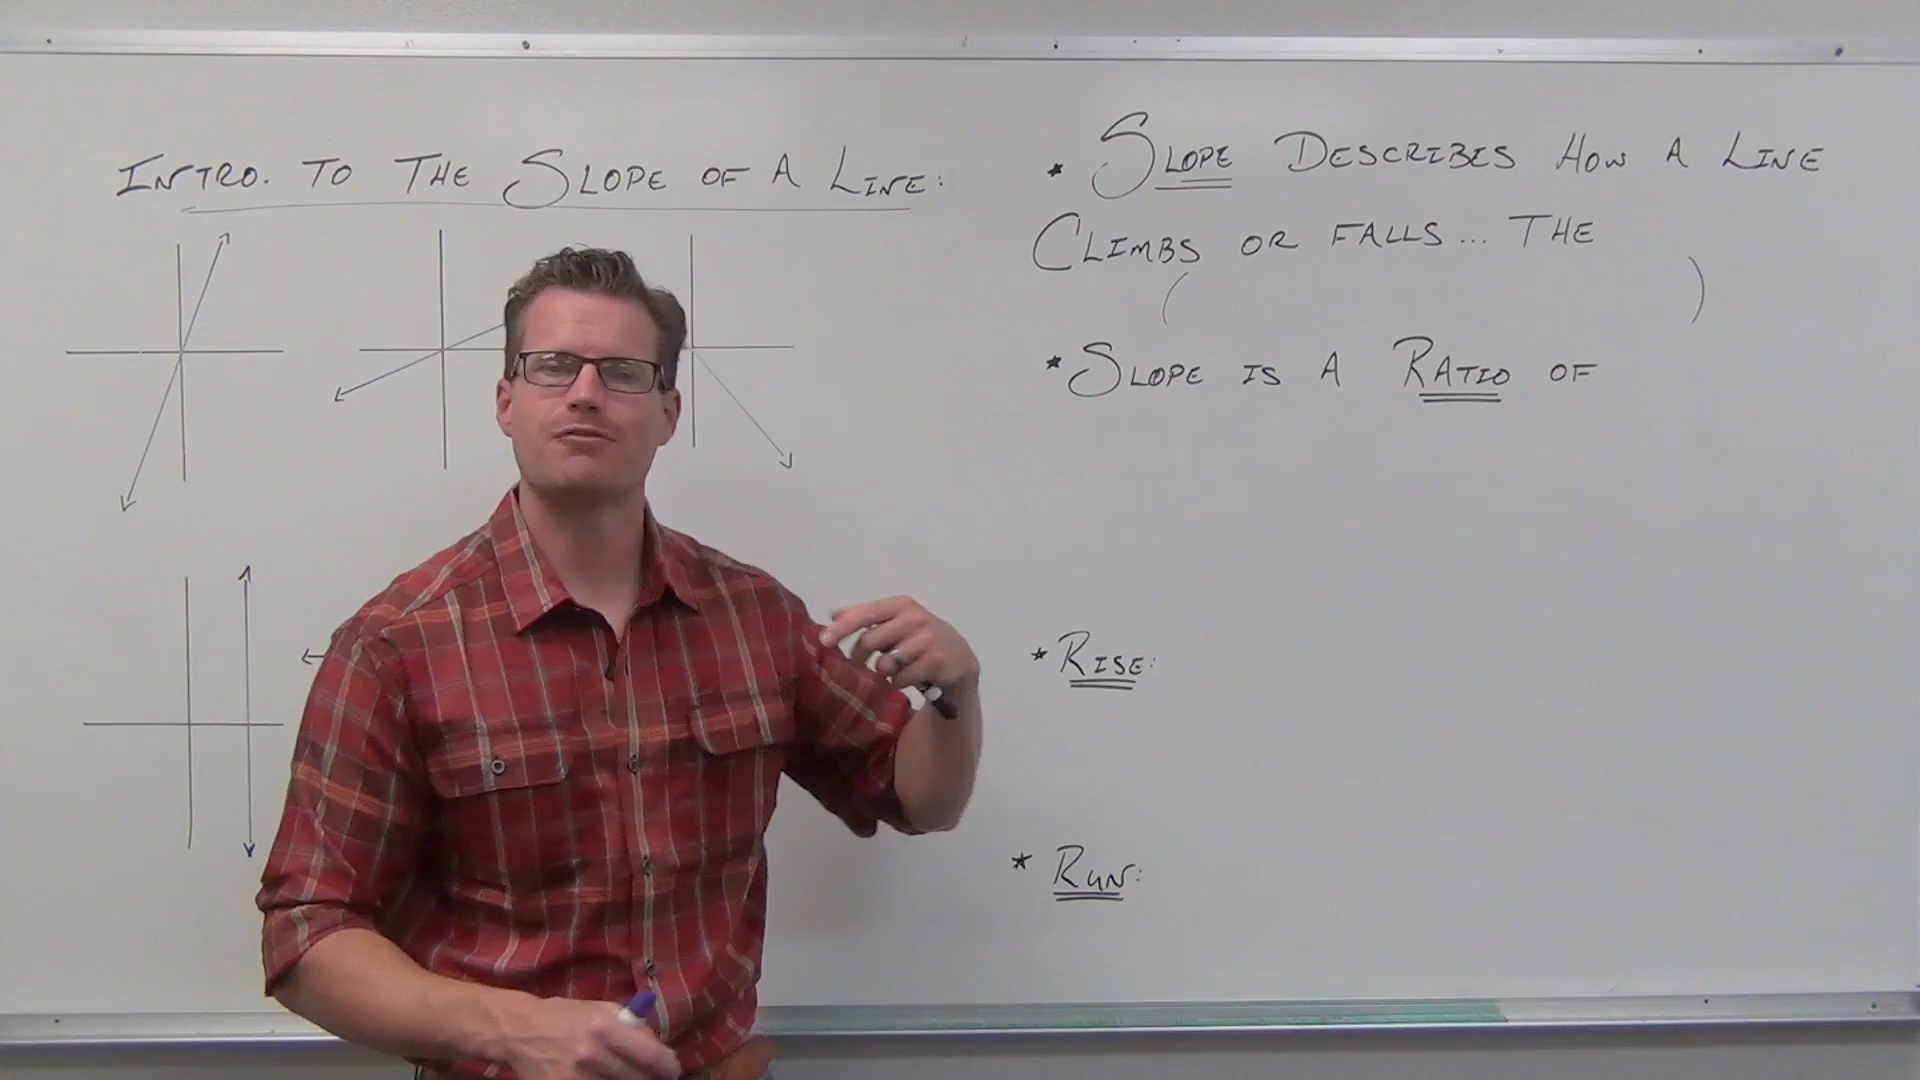 INTRO. TO THE SLOPE OF A LINE:
* SLOPE DESCRIBES HOW A LINE
CLIMBS OR FALLS... THE
( )
* SLOPE IS A RATIO OF
* RISE:
* RUN: